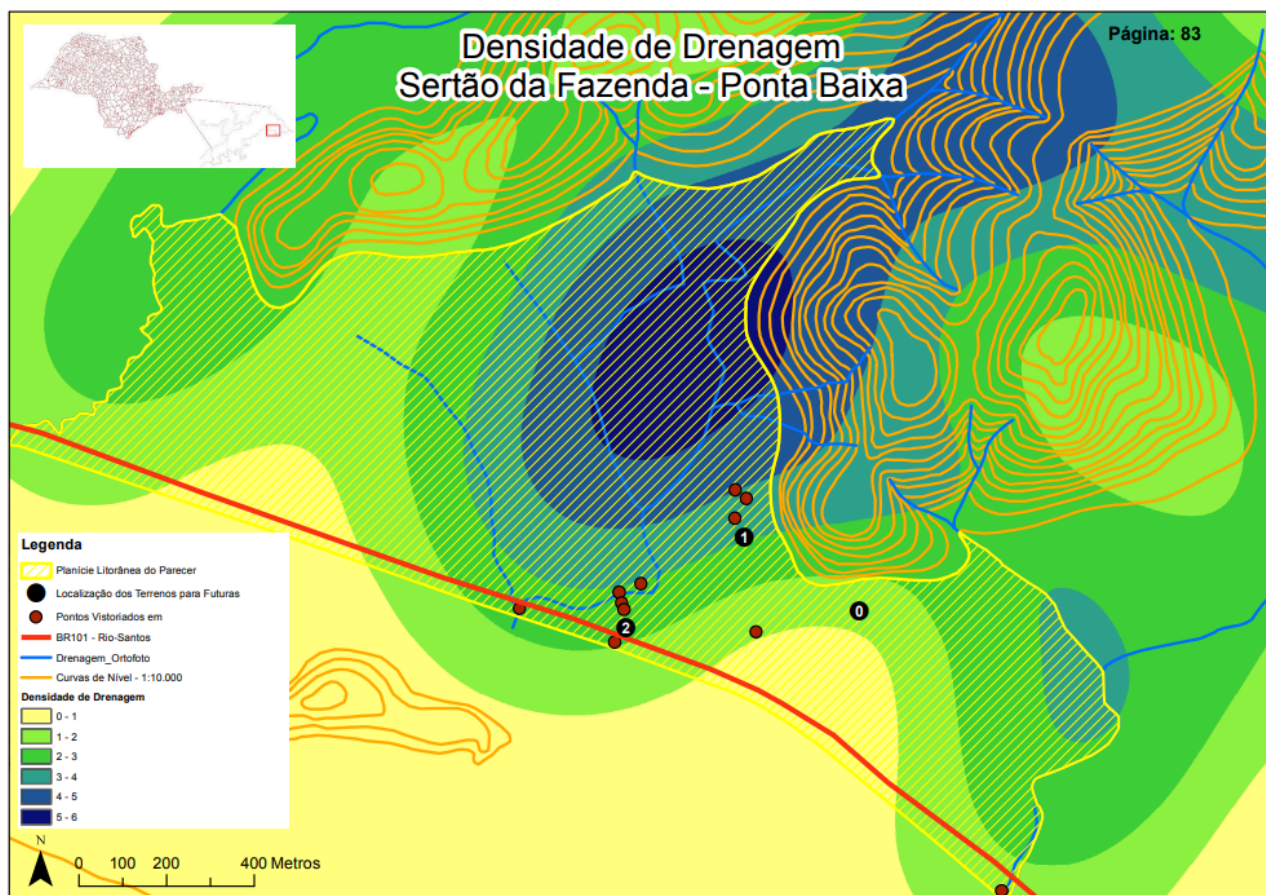 Densidade de Drenagem
Sertão da Fazenda - Ponta Baixa
Página: 83
1
0
2
Legenda
Planície Litorânea do Parecer
Localização dos Terrenos para Futuras
Pontos Vistoriados em
BR101 - Rio-Santos
Drenagem_Ortofoto
Curvas de Nível - 1:10.000
Densidade de Drenagem
0 - 1
1 - 2
2 - 3
3 - 4
4 - 5
5 - 6
N
0 100 200 400 Metros